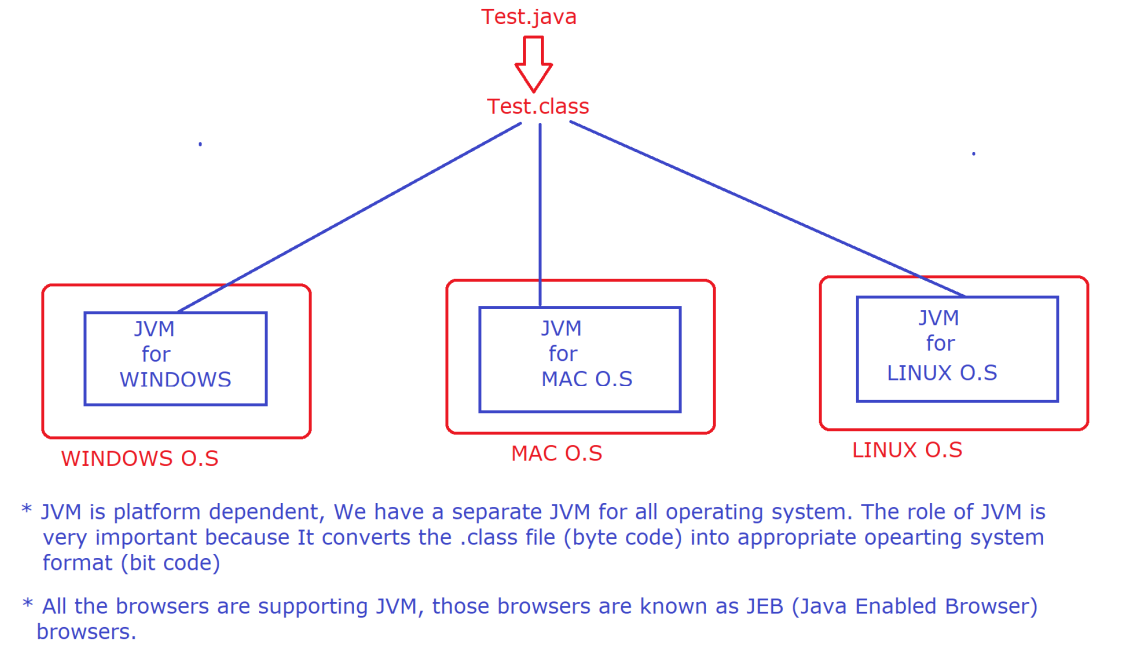 Test.java
Test.class
JVM
for
WINDOWS
WINDOWS O.S
JVM
for
MAC O.S
MAC O.S
JVM
for
LINUX O.S
LINUX O.S
* JVM is platform dependent, We have a separate JVM for all operating system. The role of JVM is
very important because It converts the .class file (byte code) into appropriate opearting system
format (bit code)
* All the browsers are supporting JVM, those browsers are known as JEB (Java Enabled Browser)
browsers.